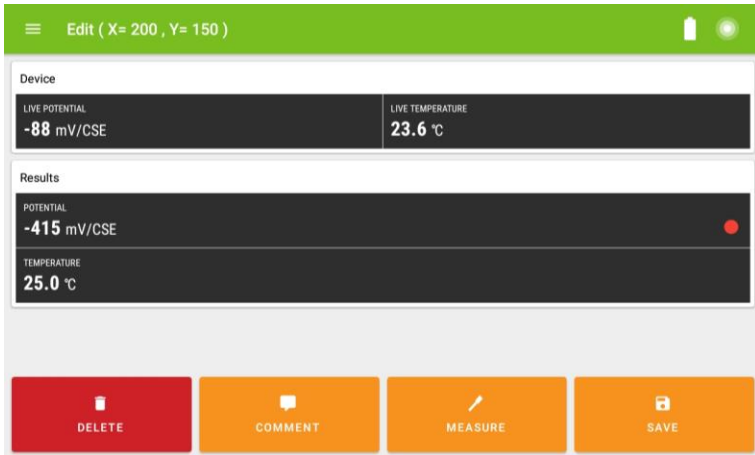 Edit ( X= 200 , Y= 150 )
Device
LIVE POTENTIAL
-88 mV/CSE
LIVE TEMPERATURE
23.6 °C
Results
POTENTIAL
-415 mV/CSE
TEMPERATURE
25.0 °C
DELETE
COMMENT
MEASURE
SAVE